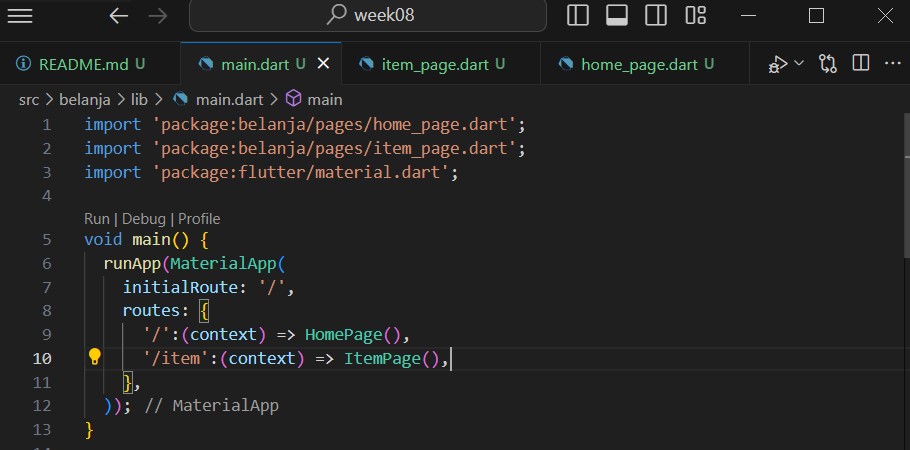 week08
README.md U
main.dart U
item_page.dart U
home_page.dart U
src > belanja > lib > main.dart > main
1 import 'package:belanja/pages/home_page.dart';
2 import 'package:belanja/pages/item_page.dart';
3 import 'package:flutter/material.dart';
4
Run | Debug | Profile
5 void main() {
6 runApp(MaterialApp(
7 initialRoute: '/',
8 routes: {
9 '/':(context) => HomePage(),
10 '/item':(context) => ItemPage(),
11 },
12 )); // MaterialApp
13 }